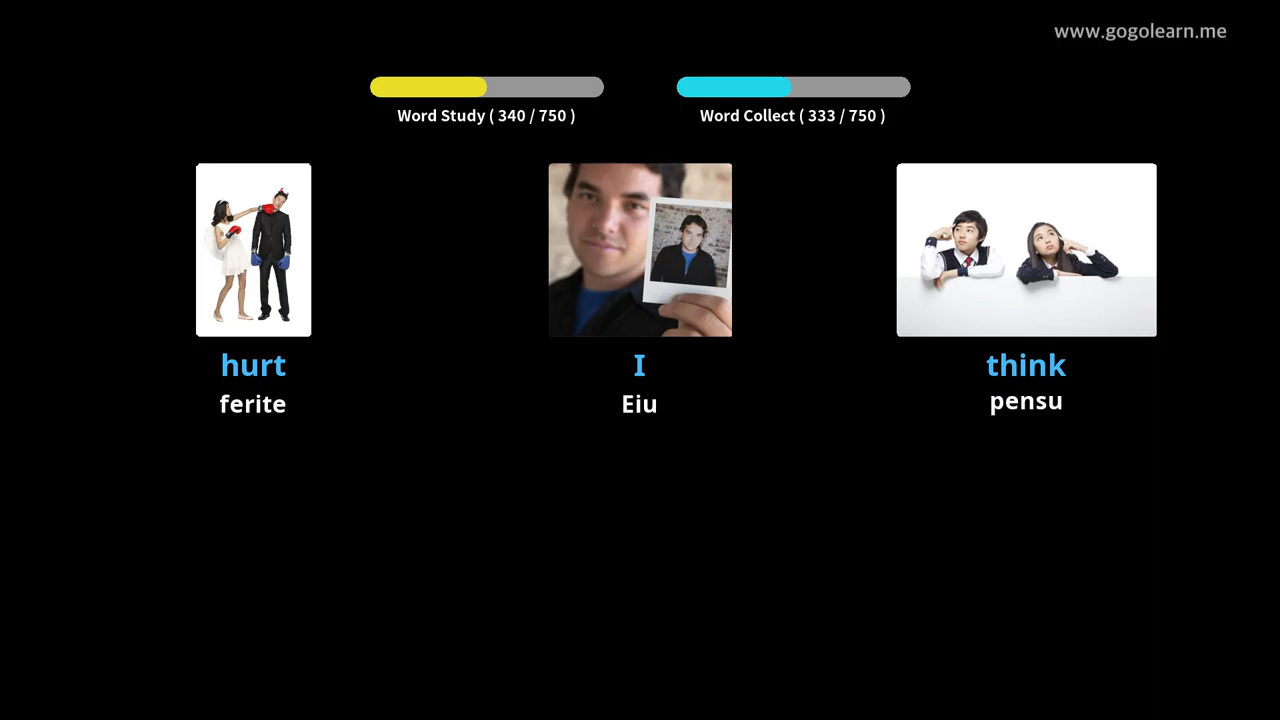 www.gogolearn.me
Word Study ( 340 / 750 )
Word Collect ( 333 / 750 )
hurt
ferite
I
Eiu
think
pensu